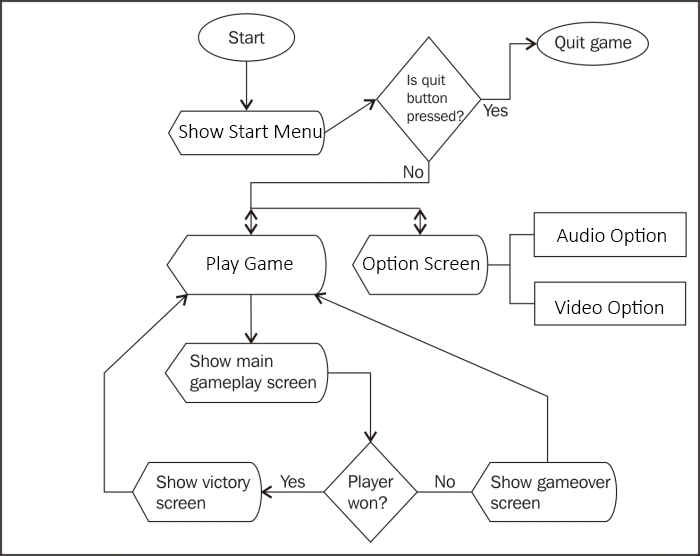 Start
Quit game
Is quit
button
pressed?
Yes
Show Start Menu
No
Play Game
Option Screen
Audio Option
Video Option
Show main
gameplay screen
Show victory
screen
Yes
Player
won?
No
Show gameover
screen